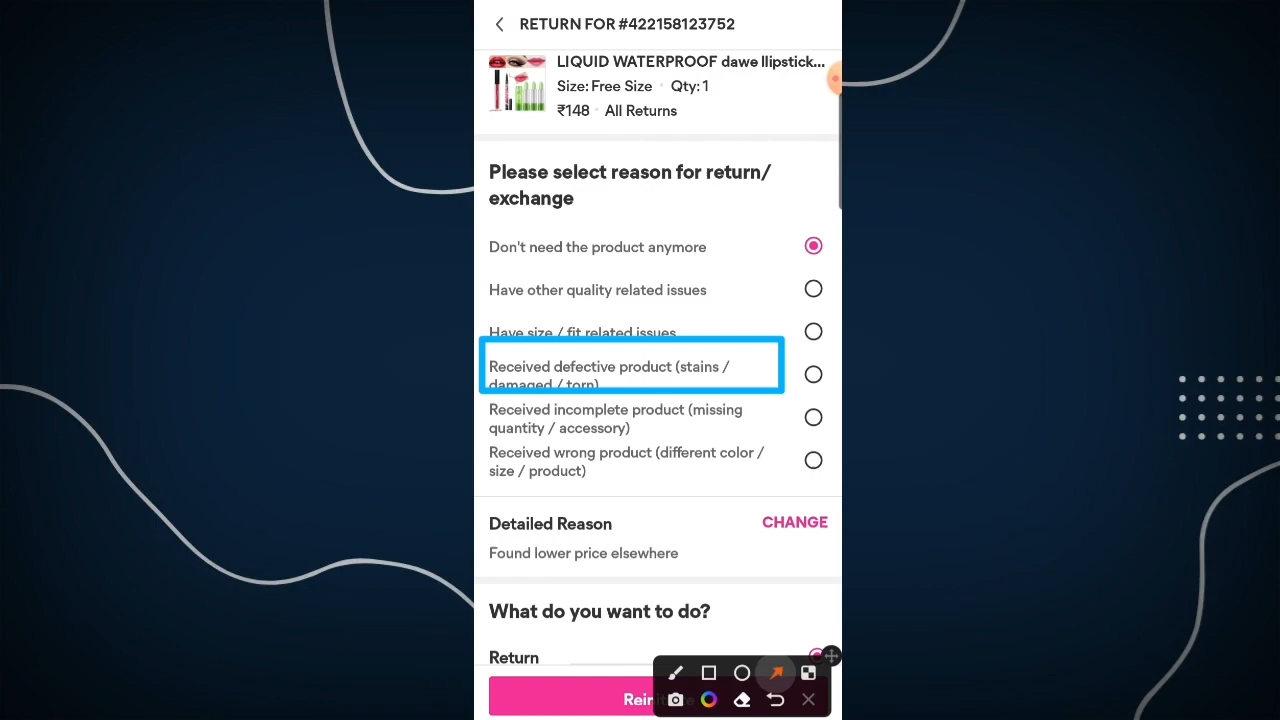 RETURN FOR #422158123752
LIQUID WATERPROOF dawe llipstick...
Size: Free Size · Qty: 1
₹148 · All Returns
Please select reason for return/
exchange
Don't need the product anymore
Have other quality related issues
Have size / fit related issues
Received defective product (stains /
damaged / torn)
Received incomplete product (missing
quantity / accessory)
Received wrong product (different color /
size / product)
Detailed Reason
CHANGE
Found lower price elsewhere
What do you want to do?
Return